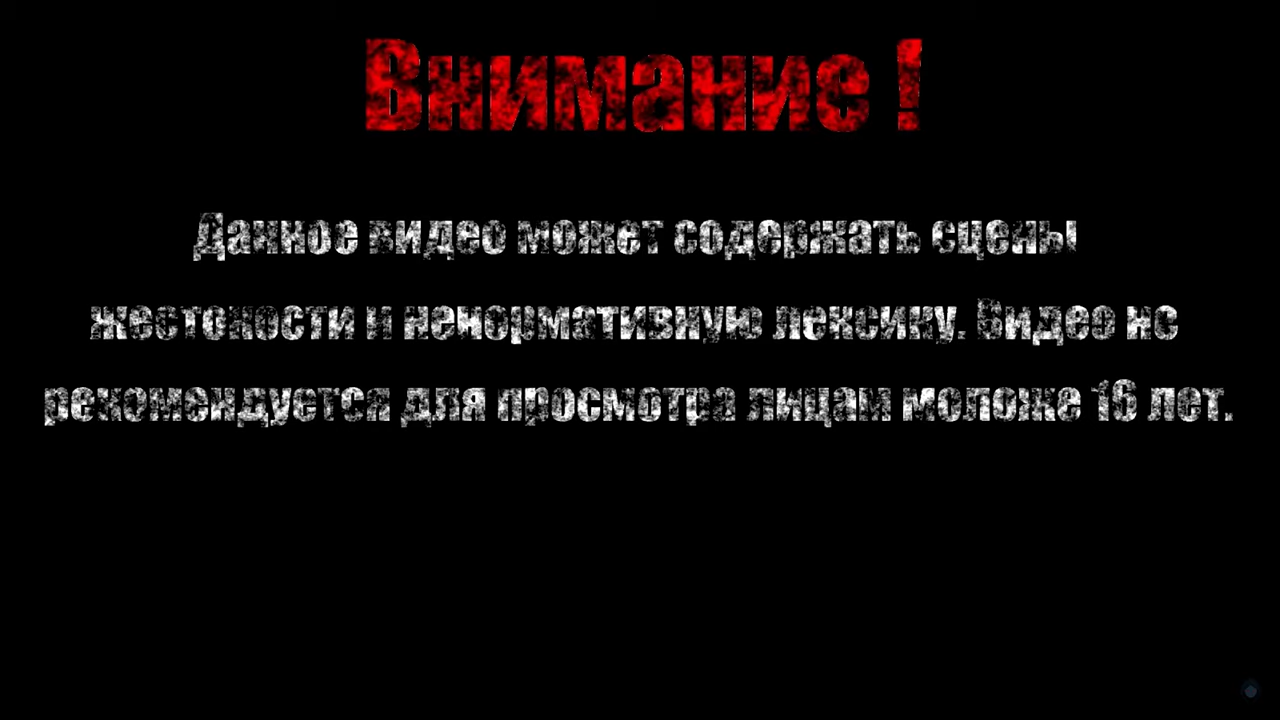 Внимание !
Данное видео может содержать сцены
жестокости и ненормативную лексику. Видео не
рекомендуется для просмотра лицам моложе 16 лет.